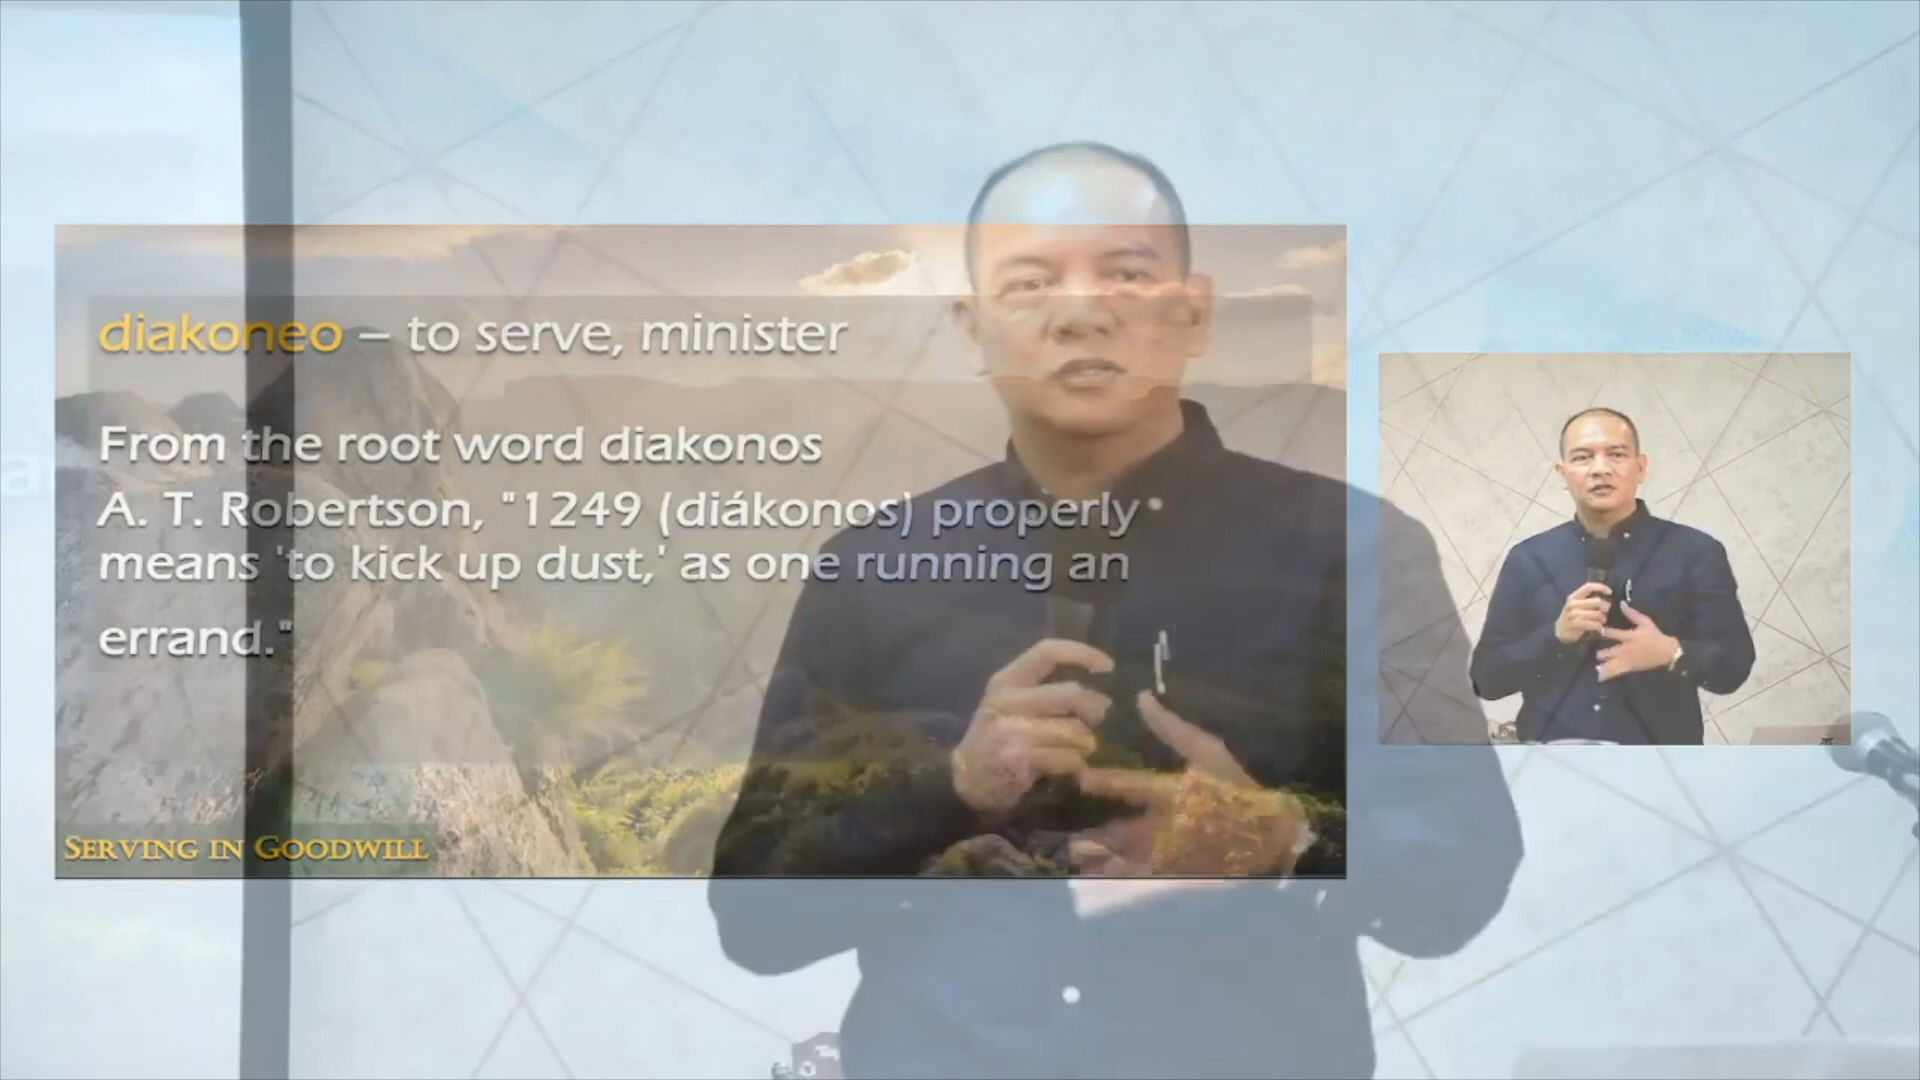 diakoneo – to serve, minister
From the root word diakonos
A. T. Robertson, "1249 (diákonos) properly
means 'to kick up dust,' as one running an
errand."
SERVING IN GOODWILL